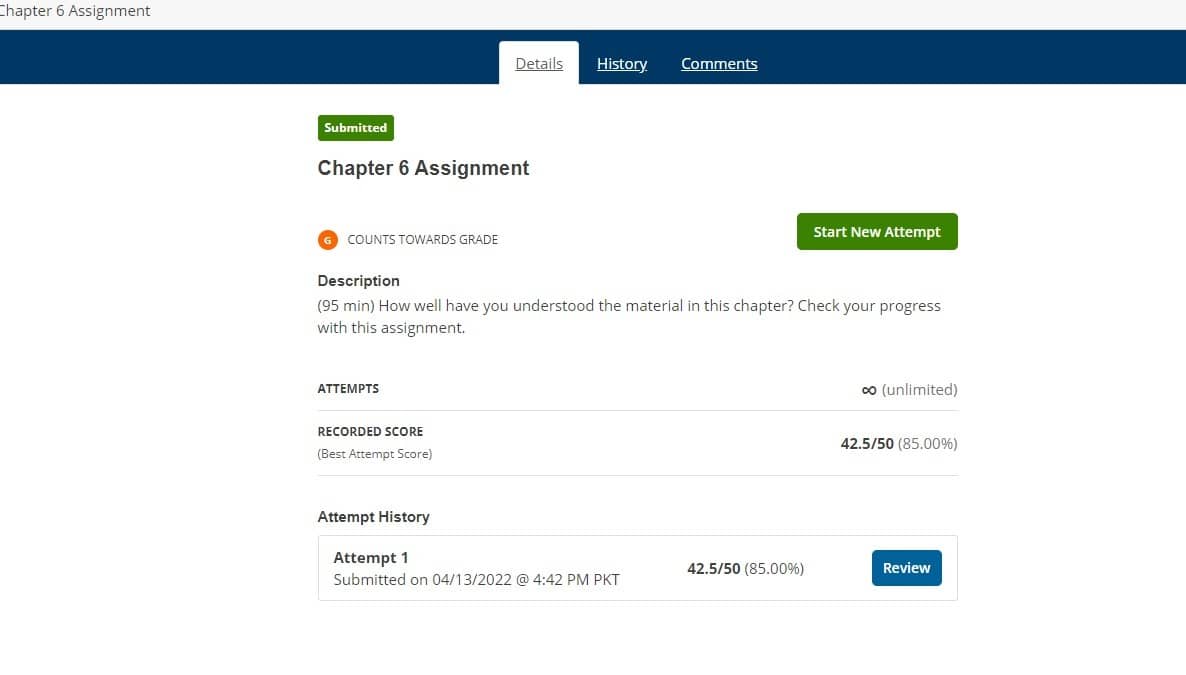 Chapter 6 Assignment
Details History Comments
Submitted
Chapter 6 Assignment
G COUNTS TOWARDS GRADE
Start New Attempt
Description
(95 min) How well have you understood the material in this chapter? Check your progress
with this assignment.
ATTEMPTS ∞ (unlimited)
RECORDED SCORE
(Best Attempt Score)
42.5/50 (85.00%)
Attempt History
Attempt 1
Submitted on 04/13/2022 @ 4:42 PM PKT
42.5/50 (85.00%)
Review